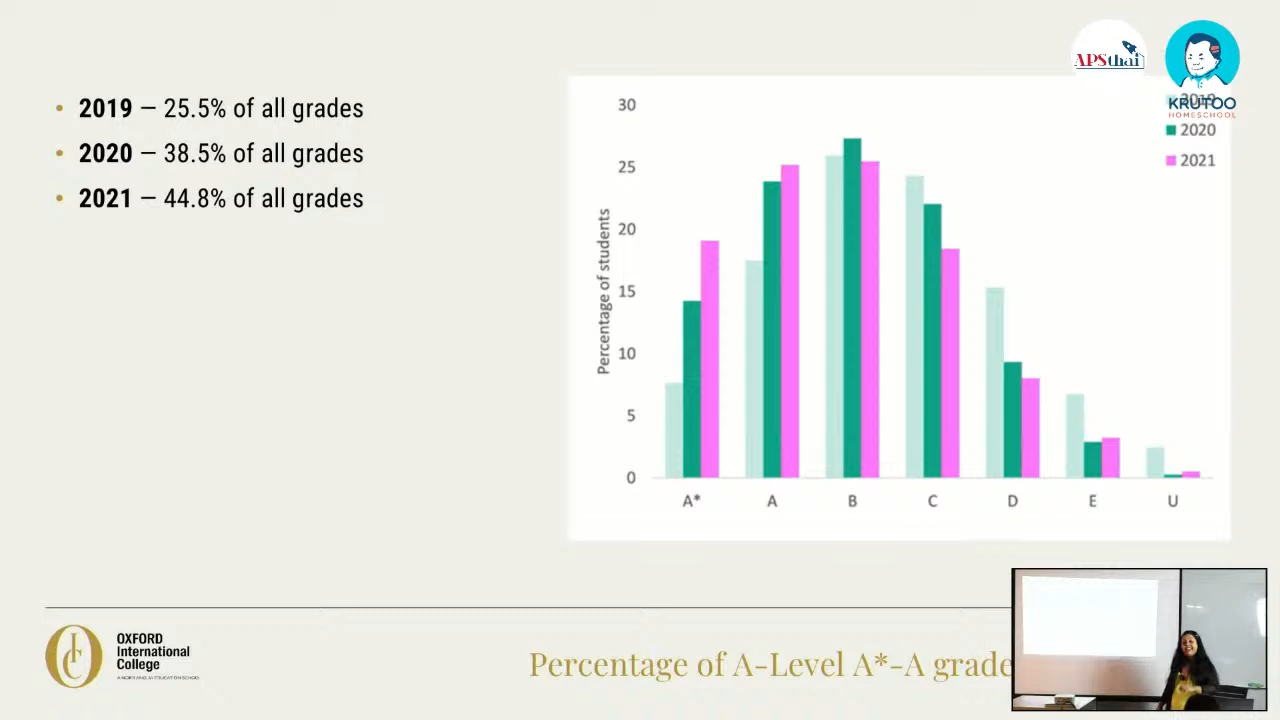 APSthai
KRUTOO
HOMESCHOOL
• 2019 – 25.5% of all grades
• 2020 – 38.5% of all grades
• 2021 – 44.8% of all grades
2019
2020
2021
Percentage of students
30
25
20
15
10
5
0
A* A B C D E U
OXFORD
International
College
Percentage of A-Level A*-A grade